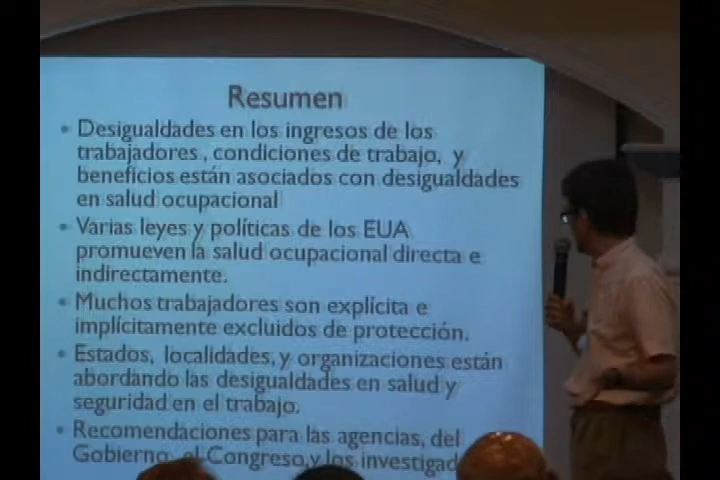 Resumen
• Desigualdades en los ingresos de los
trabajadores , condiciones de trabajo, y
beneficios están asociados con desigualdades
en salud ocupacional
• Varias leyes y políticas de los EUA
promueven la salud ocupacional directa e
indirectamente.
• Muchos trabajadores son explícita e
implícitamente excluidos de protección.
• Estados, localidades, y organizaciones están
abordando las desigualdades en salud y
seguridad en el trabajo.
• Recomendaciones para las agencias, del
Gobierno, el Congreso,y los